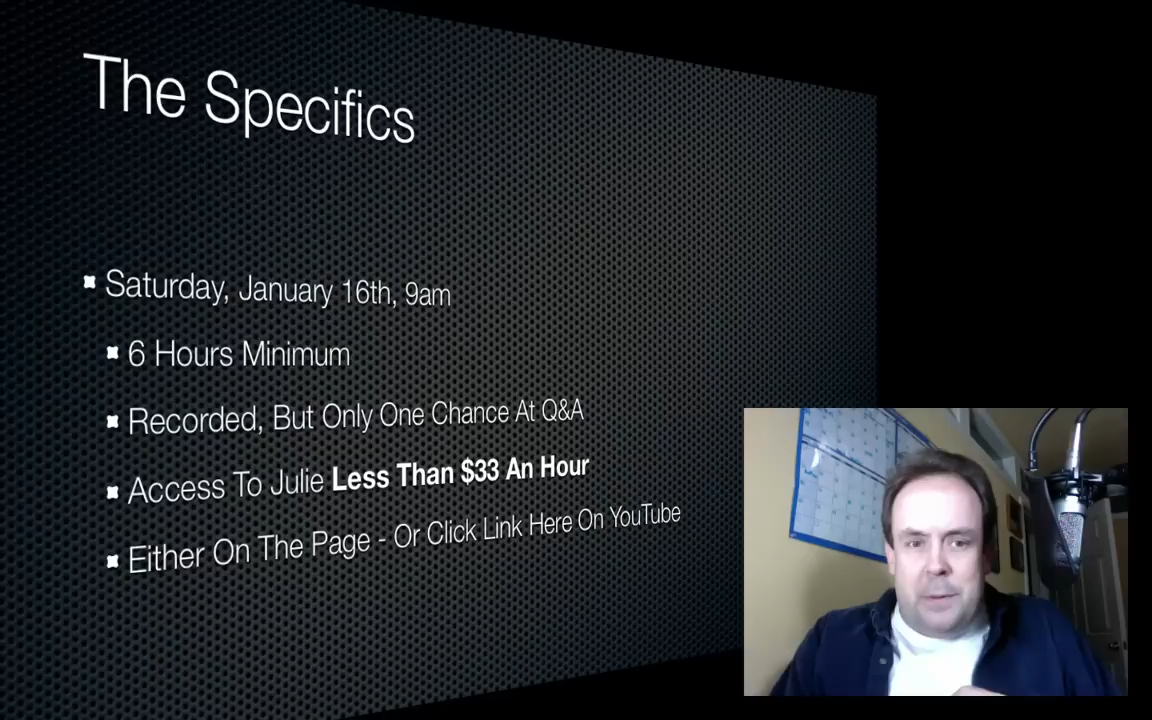 The Specifics
Saturday, January 16th, 9am
6 Hours Minimum
Recorded, But Only One Chance At Q&A
Access To Julie Less Than $33 An Hour
Either On The Page - Or Click Link Here On YouTube